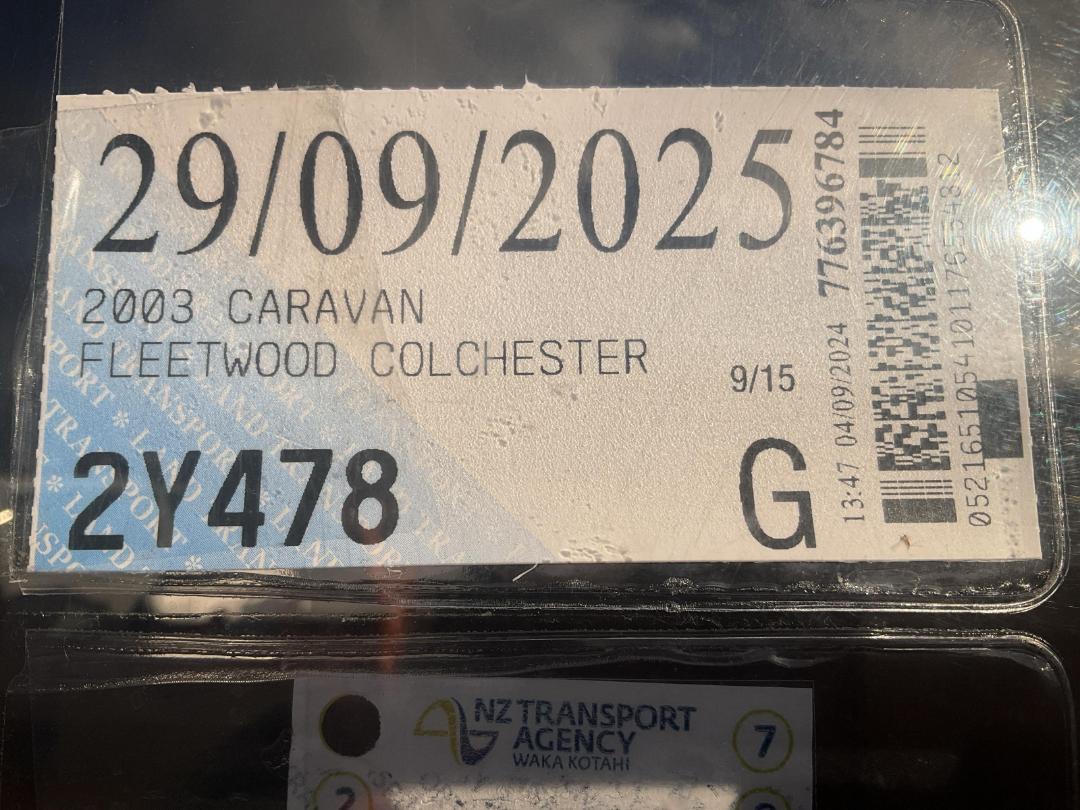 29/09/2025
2003 CARAVAN
FLEETWOOD COLCHESTER
9/15
2Y478
G
13:47 04/09/2024 776396784
NZ TRANSPORT
AGENCY
WAKA KOTAHI
7
2